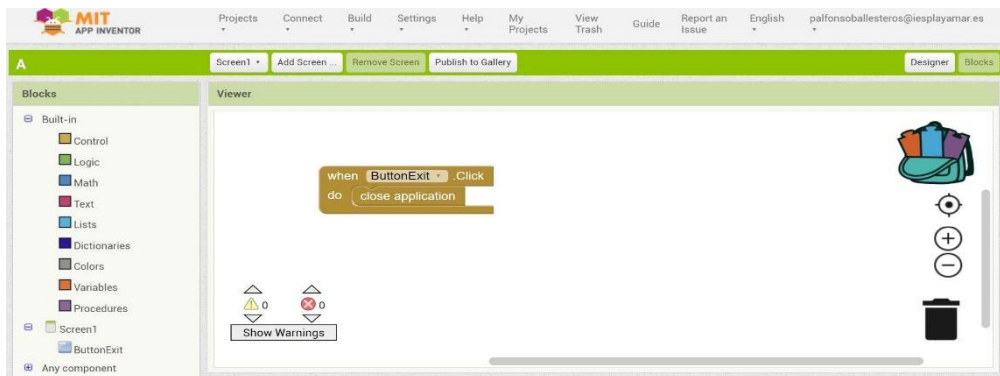 MIT
APP INVENTOR
Projects Connect Build Settings Help My Projects View Trash Guide Report an Issue English palfonsoballesteros@iesplayamar.es
A
Screen1 Add Screen ... Remove Screen Publish to Gallery Designer Blocks
Blocks
Viewer
Built-in
Control
Logic
Math
Text
Lists
Dictionaries
Colors
Variables
Procedures
Screen1
ButtonExit
Any component
when ButtonExit .Click
do close application
0 0
Show Warnings